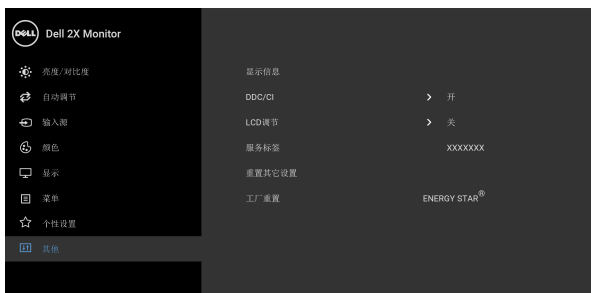 DELL Dell 2X Monitor
亮度/对比度
自动调节
输入源
颜色
显示
菜单
个性设置
其他
显示信息
DDC/CI 开
LCD调节 关
服务标签 XXXXXXX
重置其它设置
工厂重置 ENERGY STAR®